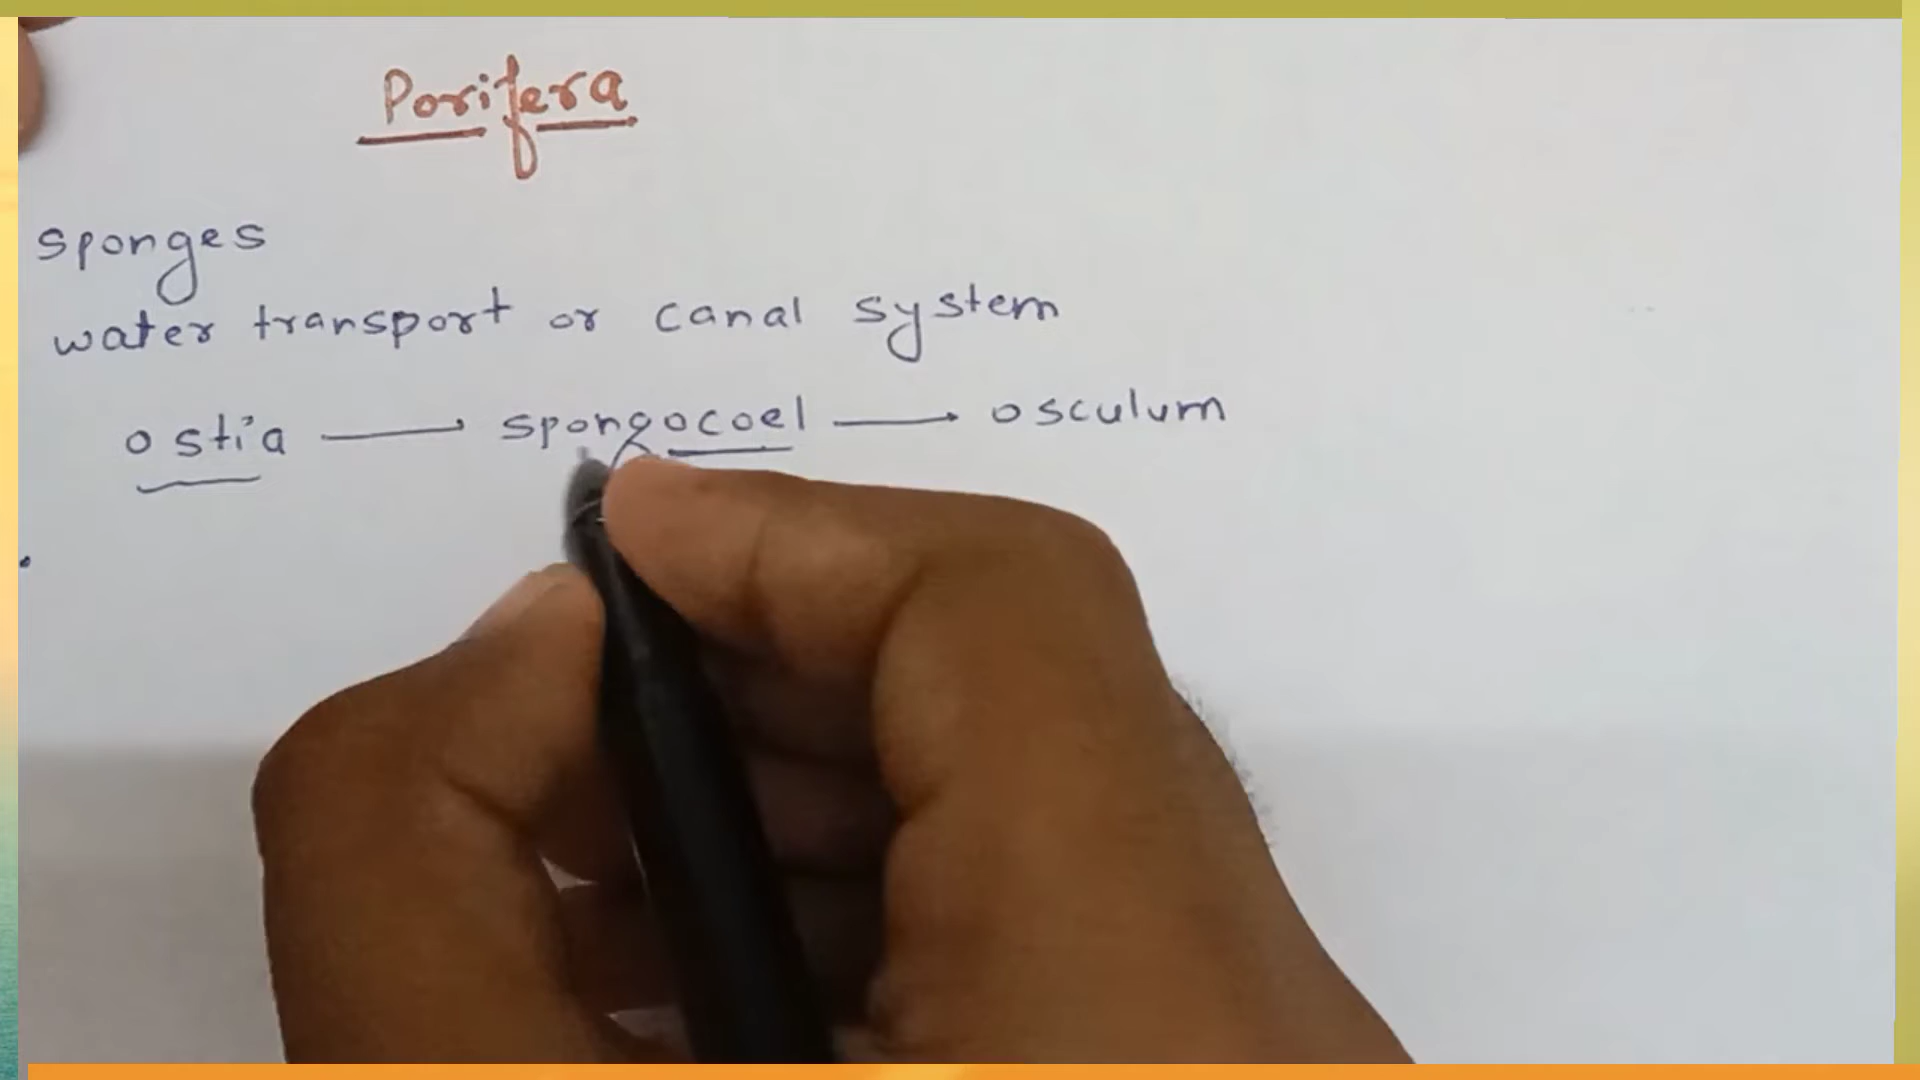 Porifera
sponges
water transport or canal system
ostia → spongocoel → osculum